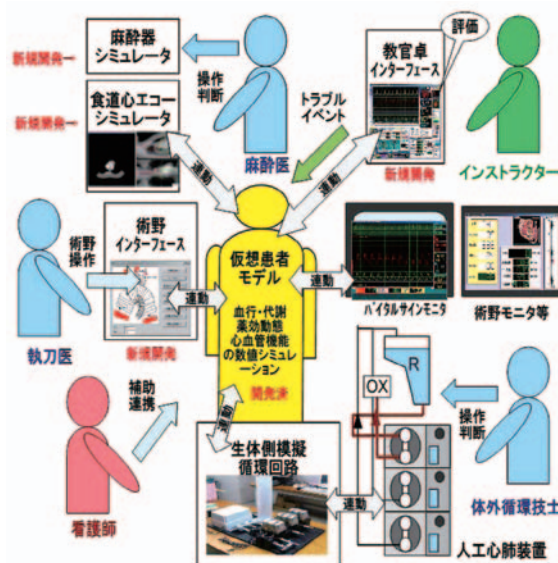 麻酔器
シミュレータ
新規開発→
操作
判断
食道心エコー
シミュレータ
新規開発→
麻酔医
連動
トラブル
イベント
教官卓
インターフェース
評価
新規開発
連動
インストラクター
術野
操作
術野
インターフェース
新規開発
執刀医
連動
仮想患者
モデル
血行・代謝
薬効動態
心血管機能
の数値シミュレ
ーション
開発済
連動
バイタルサインモニタ
術野モニタ等
補助
連携
看護師
連動
生体側模擬
循環回路
連動
R
OX
操作
判断
体外循環技士
人工心肺装置